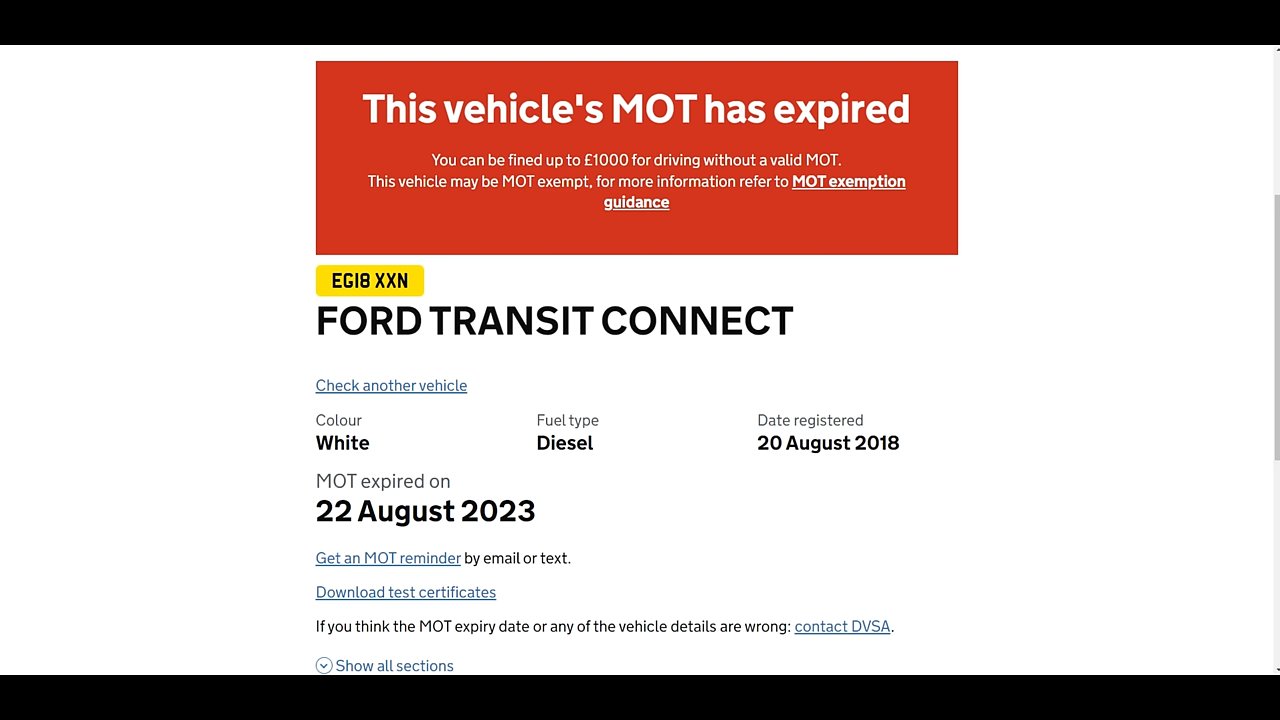 This vehicle's MOT has expired
You can be fined up to £1000 for driving without a valid MOT.
This vehicle may be MOT exempt, for more information refer to MOT exemption
guidance
EG18 XXN
FORD TRANSIT CONNECT
Check another vehicle
Colour Fuel type Date registered
White Diesel 20 August 2018
MOT expired on
22 August 2023
Get an MOT reminder by email or text.
Download test certificates
If you think the MOT expiry date or any of the vehicle details are wrong: contact DVSA.
Show all sections